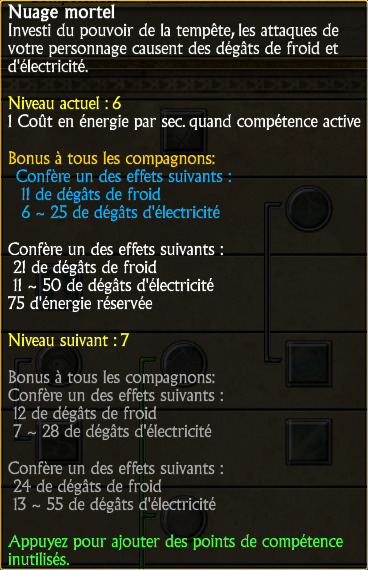 Nuage mortel
Investi du pouvoir de la tempête, les attaques de
votre personnage causent des dégâts de froid et
d'électricité.
Niveau actuel : 6
1 Coût en énergie par sec. quand compétence active
Bonus à tous les compagnons:
Confère un des effets suivants :
11 de dégâts de froid
6 ~ 25 de dégâts d'électricité
Confère un des effets suivants :
21 de dégâts de froid
11 ~ 50 de dégâts d'électricité
75 d'énergie réservée
Niveau suivant : 7
Bonus à tous les compagnons:
Confère un des effets suivants :
12 de dégâts de froid
7 ~ 28 de dégâts d'électricité
Confère un des effets suivants :
24 de dégâts de froid
13 ~ 55 de dégâts d'électricité
Appuyez pour ajouter des points de compétence
inutilisés.